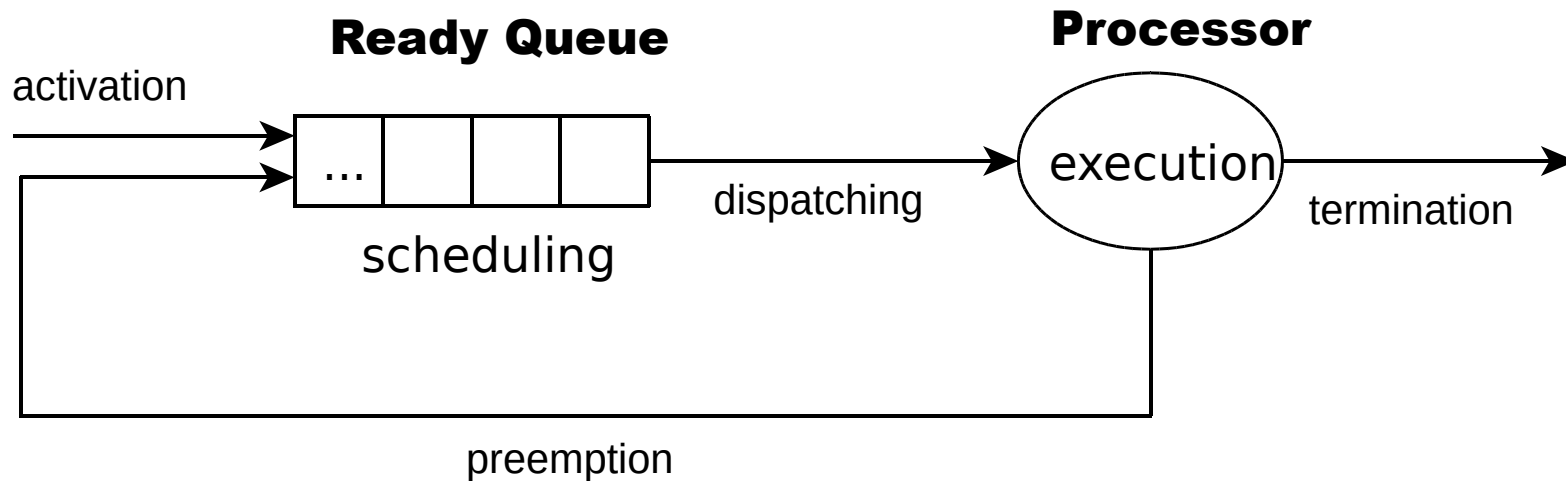 Ready Queue
Processor
activation
...
execution
dispatching
termination
scheduling
preemption